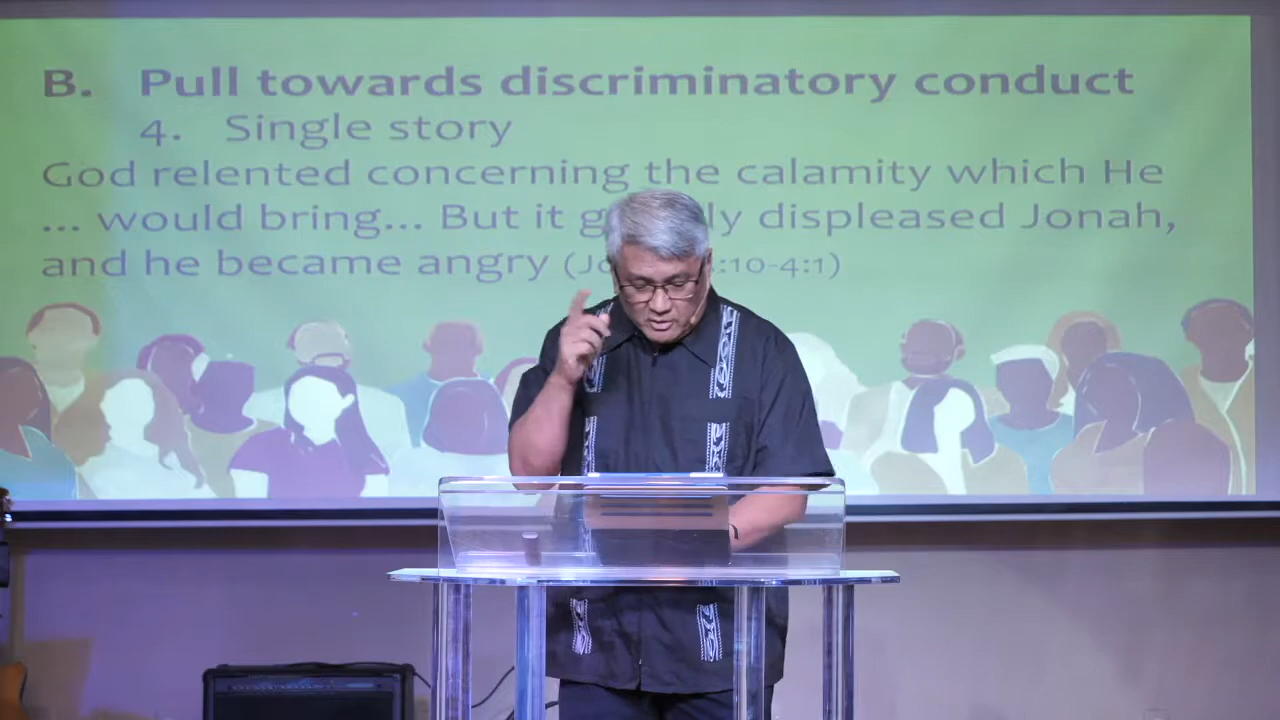 B. Pull towards discriminatory conduct
4. Single story
God relented concerning the calamity which He
... would bring... But it displeased Jonah,
and he became angry :10-4:1)